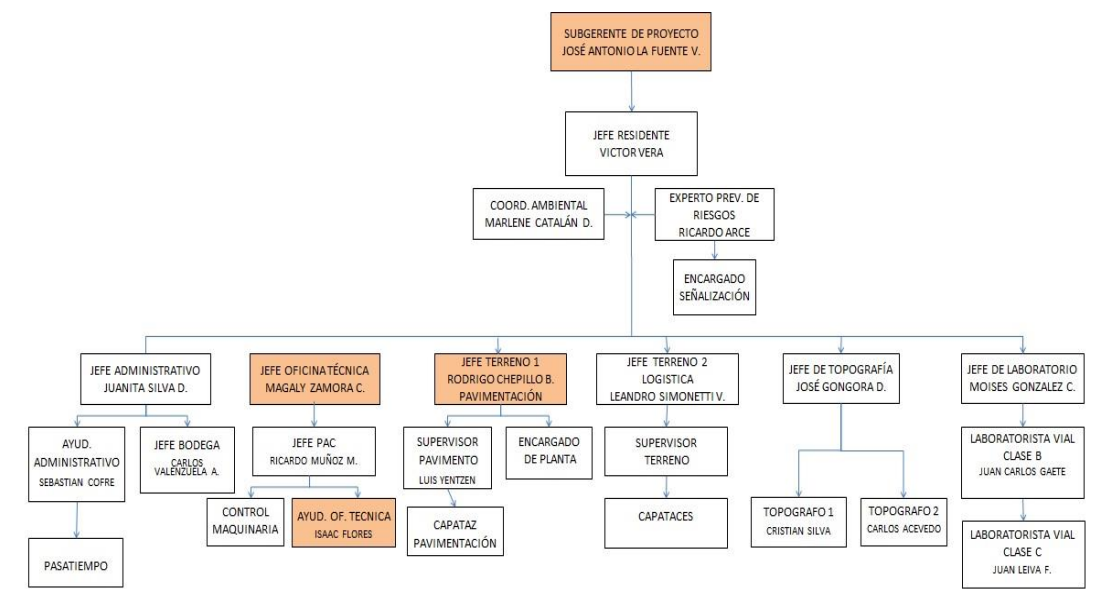 SUBGERENTE DE PROYECTO
JOSÉ ANTONIO LA FUENTE V.
JEFE RESIDENTE
VICTOR VERA
COORD. AMBIENTAL
MARLENE CATALÁN D.
EXPERTO PREV. DE
RIESGOS
RICARDO ARCE
ENCARGADO
SEÑALIZACIÓN
JEFE ADMINISTRATIVO
JUANITA SILVA D.
JEFE OFICINA TÉCNICA
MAGALY ZAMORA C.
JEFE TERRENO 1
RODRIGO CHEPILLO B.
PAVIMENTACIÓN
JEFE TERRENO 2
LOGISTICA
LEANDRO SIMONETTI V.
JEFE DE TOPOGRAFÍA
JOSÉ GONGORA D.
JEFE DE LABORATORIO
MOISES GONZALEZ C.
AYUD.
ADMINISTRATIVO
SEBASTIAN COFRE
JEFE BODEGA
CARLOS
VALENZUELA A.
JEFE PAC
RICARDO MUÑOZ M.
SUPERVISOR
PAVIMENTO
LUIS YENTZEN
ENCARGADO
DE PLANTA
SUPERVISOR
TERRENO
LABORATORISTA VIAL
CLASE B
JUAN CARLOS GAETE
CONTROL
MAQUINARIA
AYUD. OF. TECNICA
ISAAC FLORES
CAPATAZ
PAVIMENTACIÓN
CAPATACES
TOPOGRAFO 1
CRISTIAN SILVA
TOPOGRAFO 2
CARLOS ACEVEDO
LABORATORISTA VIAL
CLASE C
JUAN LEIVA F.
PASATIEMPO